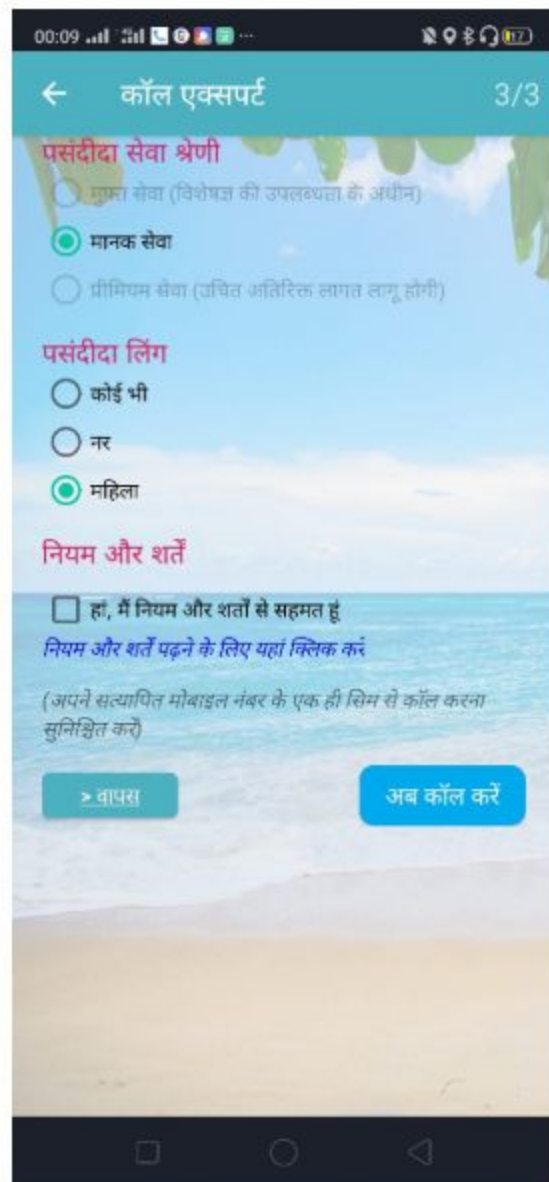 00:09
17
कॉल एक्सपर्ट
3/3
पसंदीदा सेवा श्रेणी
मुफ्त सेवा (विशेषज्ञ की उपलब्धता के अधीन)
मानक सेवा
प्रीमियम सेवा (उचित अतिरिक्त लागत लागू होगी)
पसंदीदा लिंग
कोई भी
नर
महिला
नियम और शर्तें
हां, मैं नियम और शर्तों से सहमत हूं
नियम और शर्तें पढ़ने के लिए यहां क्लिक करें
(अपने सत्यापित मोबाइल नंबर के एक ही सिम से कॉल करना
सुनिश्चित करें)
> वापस
अब कॉल करें